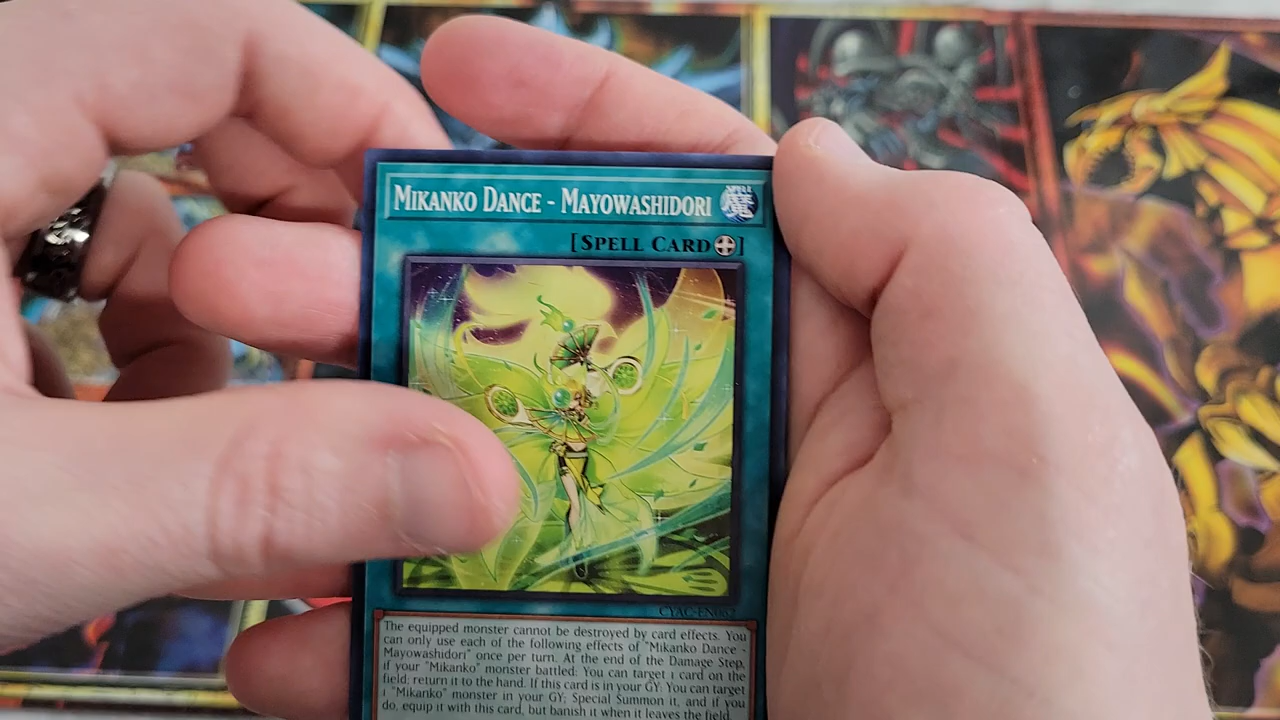 MIKANKO DANCE - MAYOWASHIDORI
SPELL
魔
[SPELL CARD]
CYAC-EN062
The equipped monster cannot be destroyed by card effects. You
can only use each of the following effects of "Mikanko Dance -
Mayowashidori" once per turn. At the end of the Damage Step,
if your "Mikanko" monster battled: You can target 1 card on the
field; return it to the hand. If this card is in your GY: You can target
1 "Mikanko" monster in your GY; Special Summon it, and if you
do, equip it with this card, but banish it when it leaves the field.